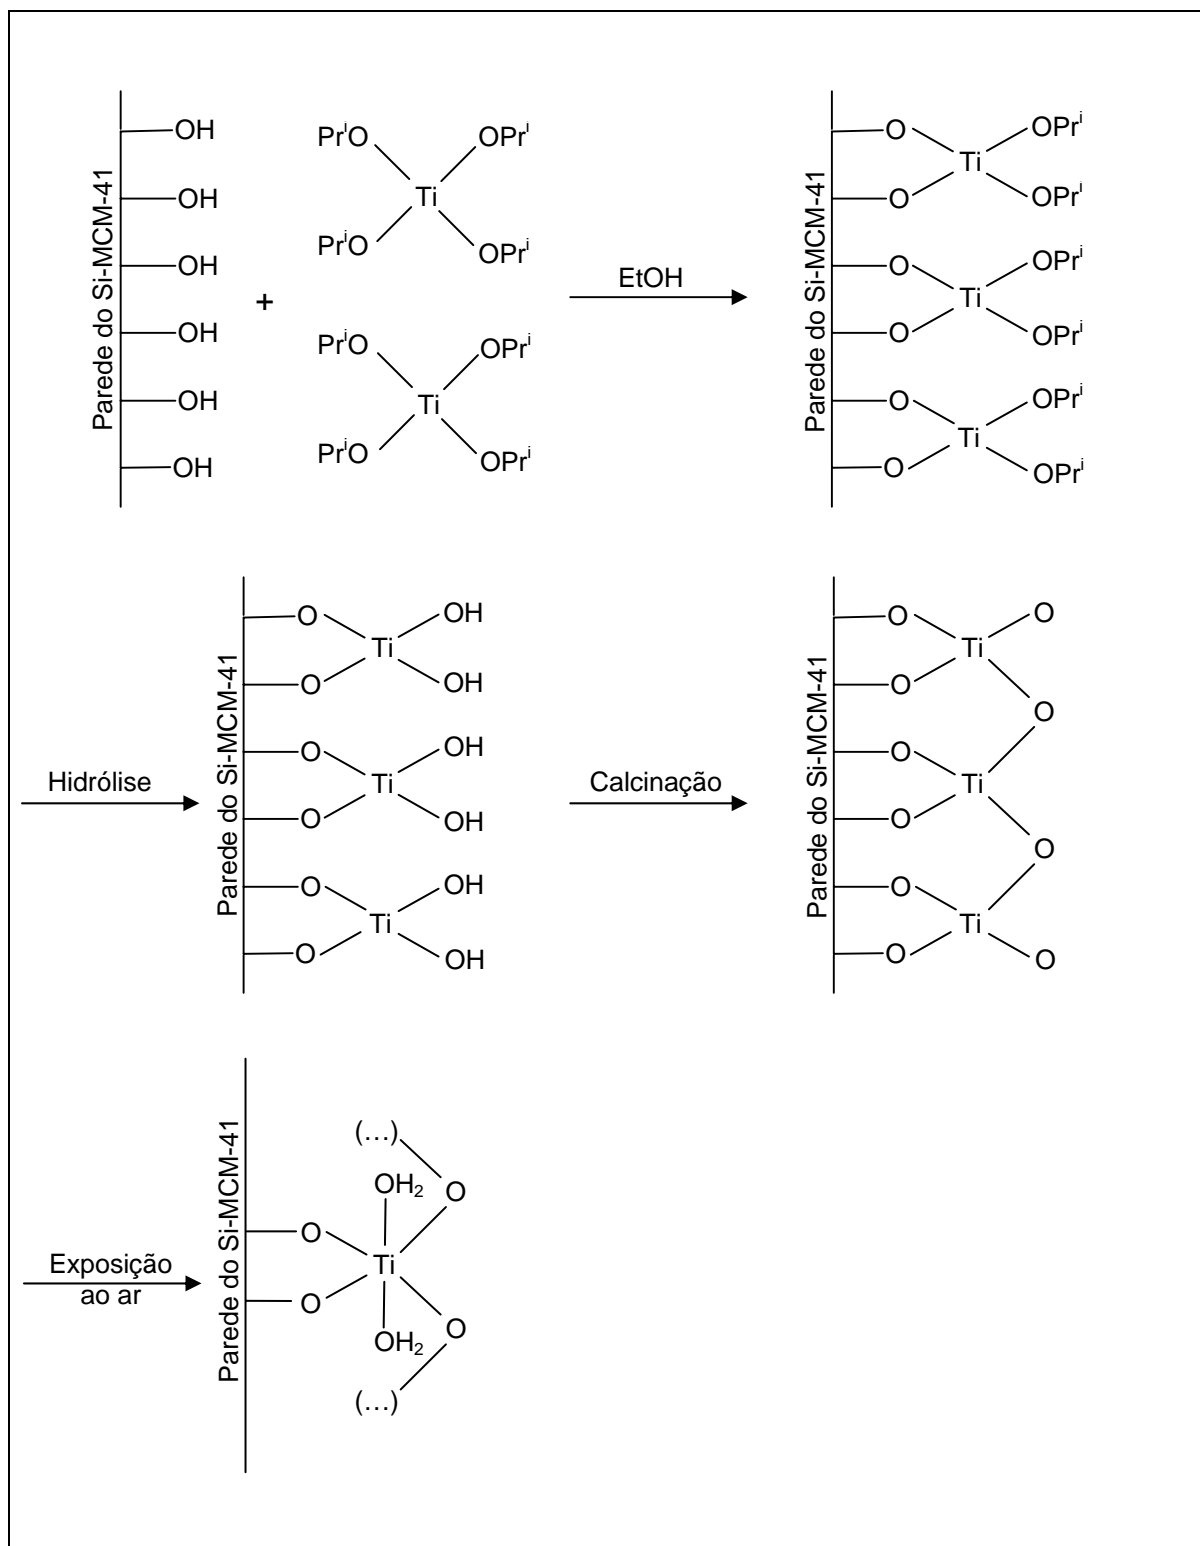 Parede do Si-MCM-41
OH
OH
OH
OH
OH
OH
+
PrⁱO
OPrⁱ
Ti
PrⁱO
OPrⁱ
PrⁱO
OPrⁱ
Ti
PrⁱO
OPrⁱ
EtOH
Parede do Si-MCM-41
O
O
O
O
O
O
Ti
Ti
Ti
OPrⁱ
OPrⁱ
OPrⁱ
OPrⁱ
OPrⁱ
OPrⁱ
Hidrólise
Parede do Si-MCM-41
O
O
O
O
O
O
Ti
Ti
Ti
OH
OH
OH
OH
OH
OH
Calcinação
Parede do Si-MCM-41
O
O
O
O
O
O
Ti
Ti
Ti
O
O
O
O
Exposição
ao ar
Parede do Si-MCM-41
O
O
(...)
OH₂
O
Ti
OH₂
O
(...)